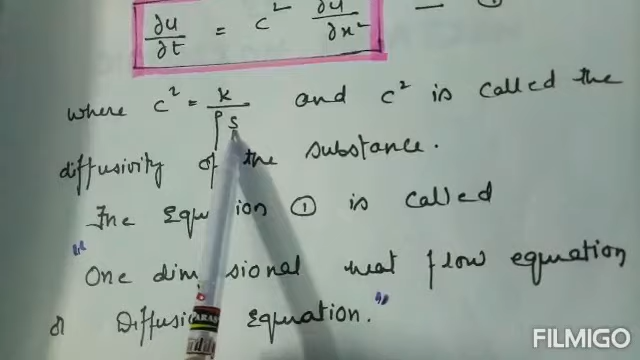 ∂u/∂t = c² ∂u/∂x² — ①
where c² = k/ρs and c² is called the
diffusivity of the substance.
The Equation ① is called
"One dimensional heat flow equation
or Diffusion Equation."
FILMIGO